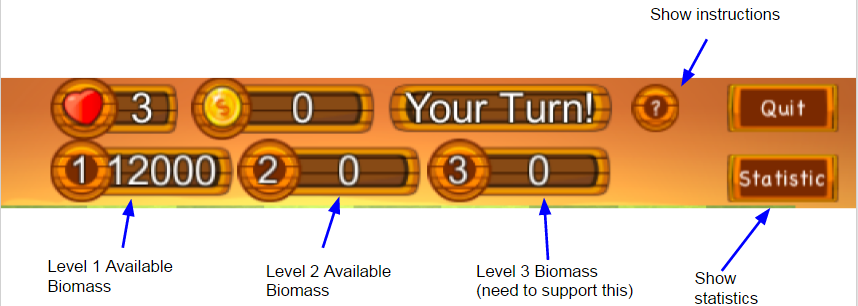 Show instructions
3
0
Your Turn!
?
Quit
1 12000
2 0
3 0
Statistic
Level 1 Available
Biomass
Level 2 Available
Biomass
Level 3 Biomass
(need to support this)
Show
statistics